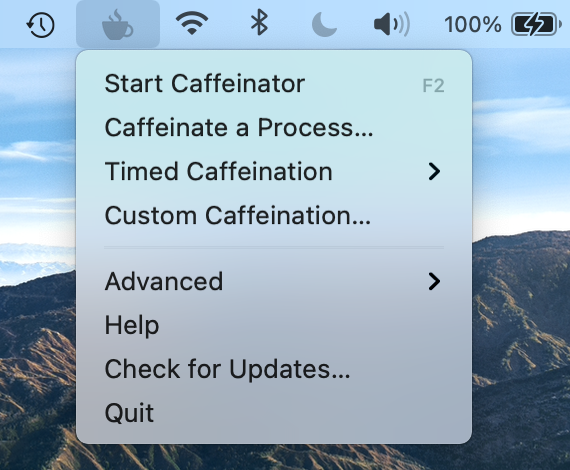 100%
Start Caffeinator F2
Caffeinate a Process...
Timed Caffeination
Custom Caffeination...
Advanced
Help
Check for Updates...
Quit